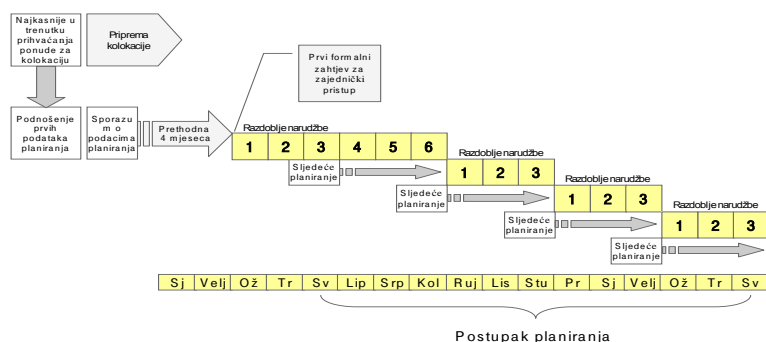 Najkasnije u
trenutku
prihvaćanja
ponude za
kolokaciju
Priprema
kolokacije
Prvi formalni
zahtjev za
zajednički
pristup
Podnošenje
prvih
podataka
planiranja
Sporazu
m o
podacima
planiranja
Prethodna
4 mjeseca
Razdoblje narudžbe
1 2 3 4 5 6
Sljedeće
planiranje
Razdoblje narudžbe
1 2 3
Sljedeće
planiranje
Razdoblje narudžbe
1 2 3
Sljedeće
planiranje
Razdoblje narudžbe
1 2 3
Sljedeće
planiranje
Sj Velj Ož Tr Sv Lip Srp Kol Ruj Lis Stu Pr Sj Velj Ož Tr Sv
Postupak planiranja